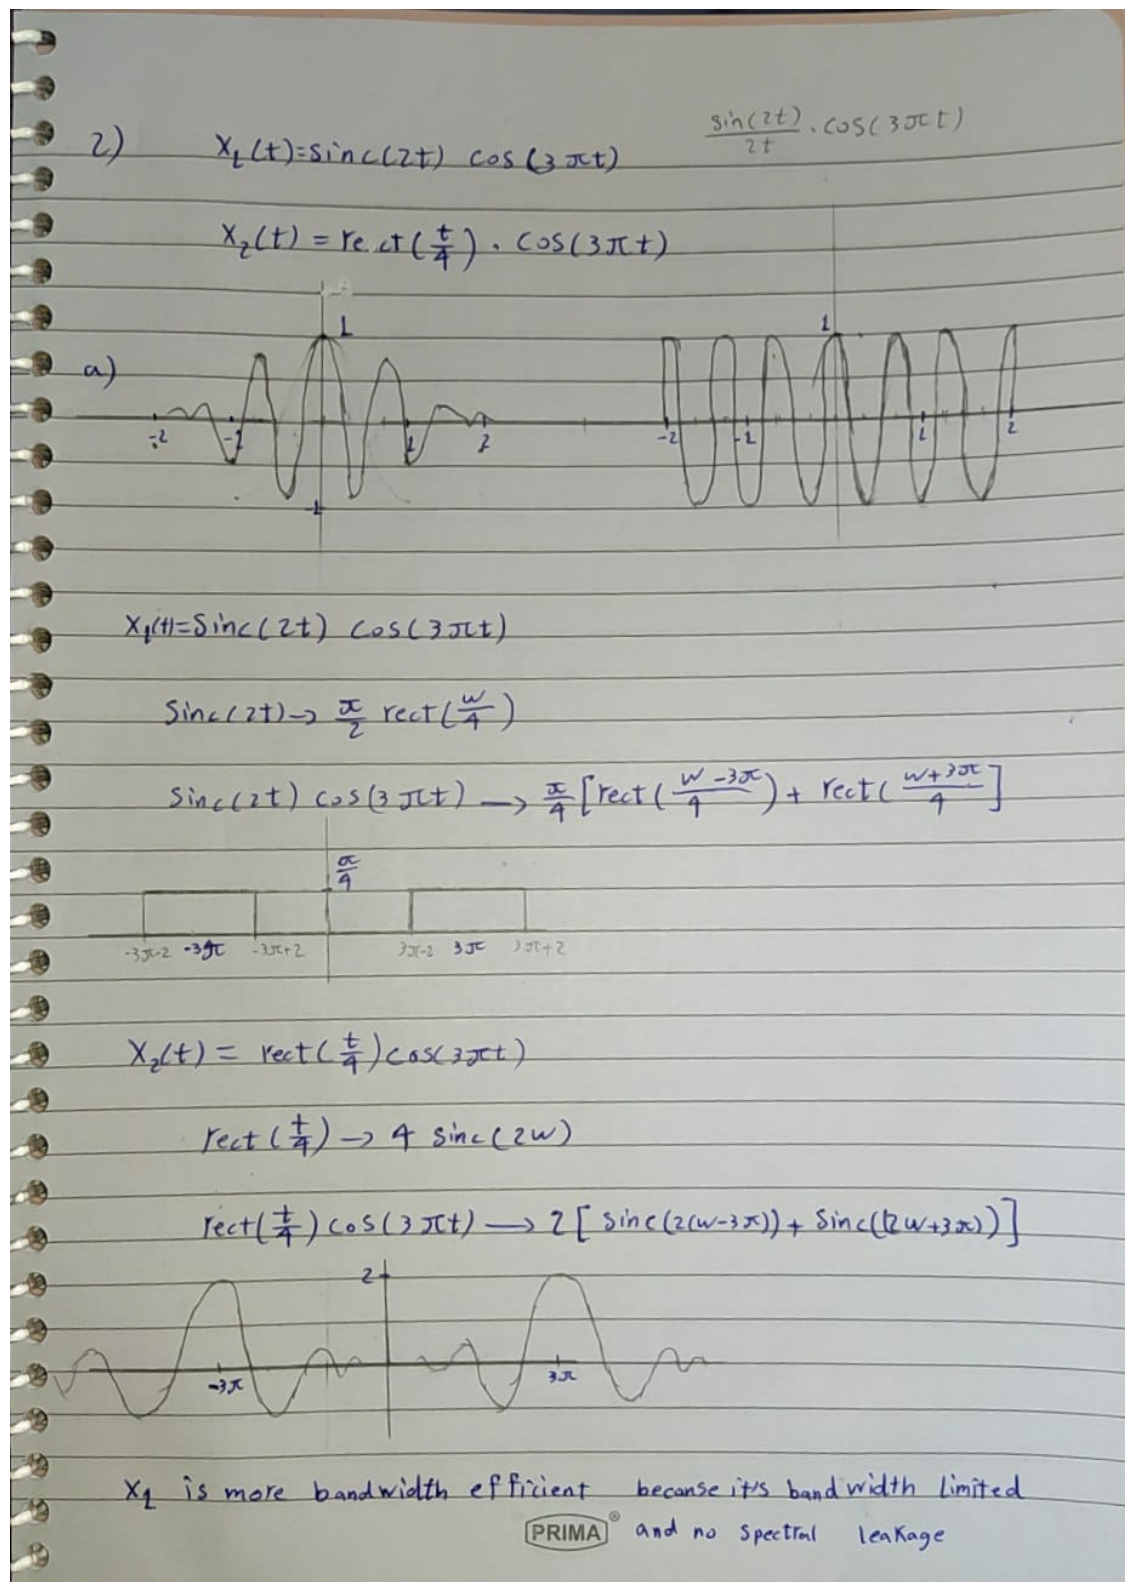 sin(2t)/2t . cos(3πt)
2) x₁(t)=sinc(2t) cos(3πt)
x₂(t) = rect(t/4) . cos(3πt)
a)
1
-2 -1 1 2
-1
1
-2 -1 1 2
x₁(t)=Sinc(2t) cos(3πt)
Sinc(2t) → π/2 rect(w/4)
Sinc(2t) cos(3πt) → π/4 [rect((w-3π)/4) + rect((w+3π)/4)]
π/4
-3π-2 -3π -3π+2 3π-2 3π 3π+2
x₂(t) = rect(t/4)cos(3πt)
rect(t/4) → 4 sinc(2w)
rect(t/4) cos(3πt) → 2[ sinc(2(w-3π)) + Sinc((2w+3π))]
2
-3π 3π
x₁ is more bandwidth efficient because it's band width limited
PRIMA® and no spectral leakage